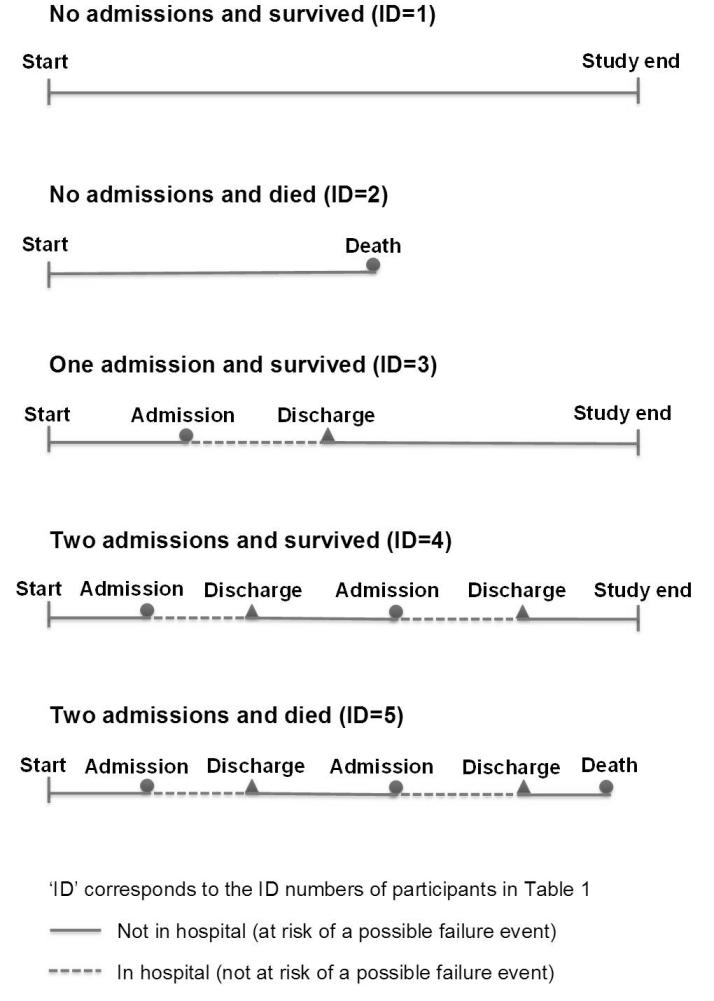 No admissions and survived (ID=1)
Start Study end
No admissions and died (ID=2)
Start Death
One admission and survived (ID=3)
Start Admission Discharge Study end
Two admissions and survived (ID=4)
Start Admission Discharge Admission Discharge Study end
Two admissions and died (ID=5)
Start Admission Discharge Admission Discharge Death
‘ID’ corresponds to the ID numbers of participants in Table 1
Not in hospital (at risk of a possible failure event)
In hospital (not at risk of a possible failure event)